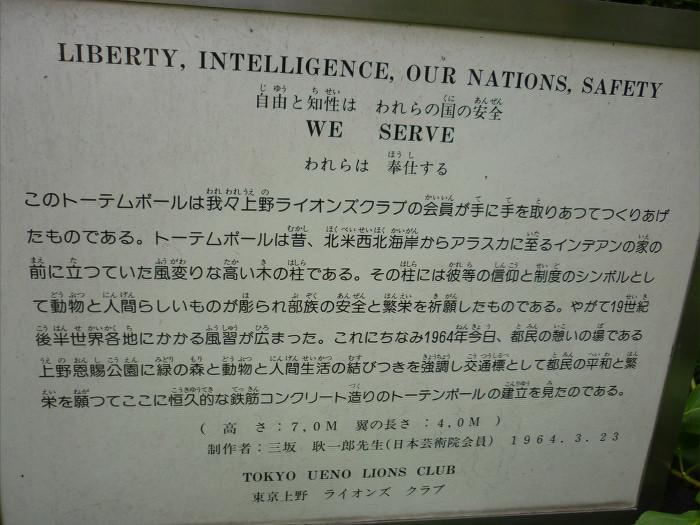 LIBERTY, INTELLIGENCE, OUR NATIONS, SAFETY
自由と知性は われらの国の安全
WE SERVE
われらは 奉仕する
このトーテムポールは我々上野ライオンズクラブの会員が手に手を取りあつてつくりあげ
たものである。トーテムポールは昔、北米西北海岸からアラスカに至るインデアンの家の
前に立つていた風変りな高い木の柱である。その柱には彼等の信仰と制度のシンボルとし
て動物と人間らしいものが彫られ部族の安全と繁栄を祈願したものである。やがて19世紀
後半世界各地にかかる風習が広まった。これにちなみ1964年今日、都民の憩いの場である
上野恩賜公園に緑の森と動物と人間生活の結びつきを強調し交通標として都民の平和と繁
栄を願つてここに恒久的な鉄筋コンクリート造りのトーテンポールの建立を見たのである。
( 高 さ : 7,0M 翼の長さ : 4,0M )
制作者:三坂 耿一郎先生(日本芸術院会員) 1964.3.23
TOKYO UENO LIONS CLUB
東京上野 ライオンズ クラブ